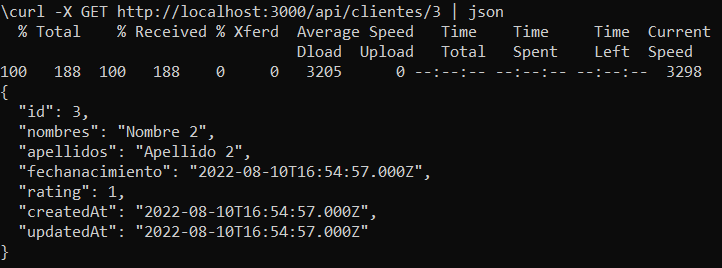 \curl -X GET http://localhost:3000/api/clientes/3 | json
  % Total    % Received % Xferd  Average Speed   Time    Time     Time  Current
                                 Dload  Upload   Total   Spent    Left  Speed
100   188  100   188    0     0   3205      0 --:--:-- --:--:-- --:--:--  3298
{
  "id": 3,
  "nombres": "Nombre 2",
  "apellidos": "Apellido 2",
  "fechanacimiento": "2022-08-10T16:54:57.000Z",
  "rating": 1,
  "createdAt": "2022-08-10T16:54:57.000Z",
  "updatedAt": "2022-08-10T16:54:57.000Z"
}